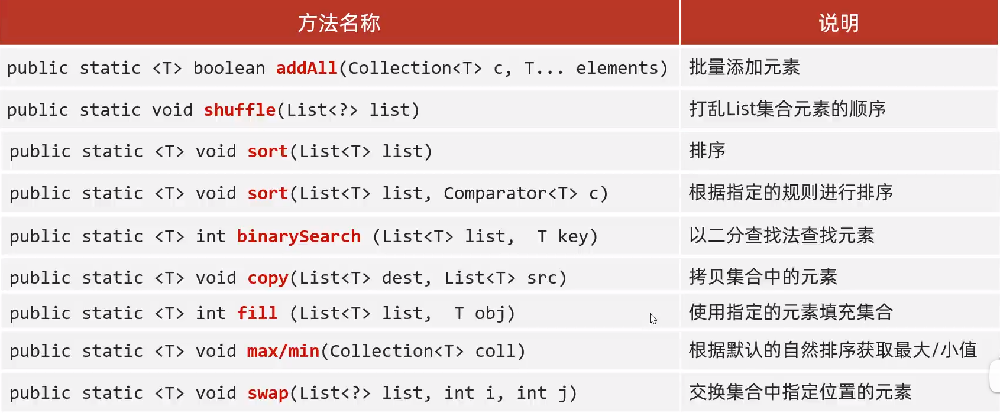 方法名称 说明
public static <T> boolean addAll(Collection<T> c, T... elements) 批量添加元素
public static void shuffle(List<?> list) 打乱List集合元素的顺序
public static <T> void sort(List<T> list) 排序
public static <T> void sort(List<T> list, Comparator<T> c) 根据指定的规则进行排序
public static <T> int binarySearch (List<T> list, T key) 以二分查找法查找元素
public static <T> void copy(List<T> dest, List<T> src) 拷贝集合中的元素
public static <T> int fill (List<T> list, T obj) 使用指定的元素填充集合
public static <T> void max/min(Collection<T> coll) 根据默认的自然排序获取最大/小值
public static <T> void swap(List<?> list, int i, int j) 交换集合中指定位置的元素